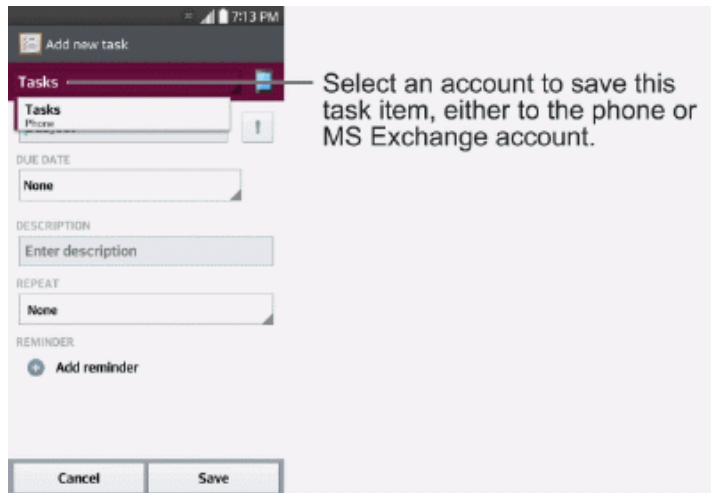 7:13 PM
Add new task
Tasks
Select an account to save this
task item, either to the phone or
MS Exchange account.
Tasks
Phone
DUE DATE
None
DESCRIPTION
Enter description
REPEAT
None
REMINDER
Add reminder
Cancel
Save